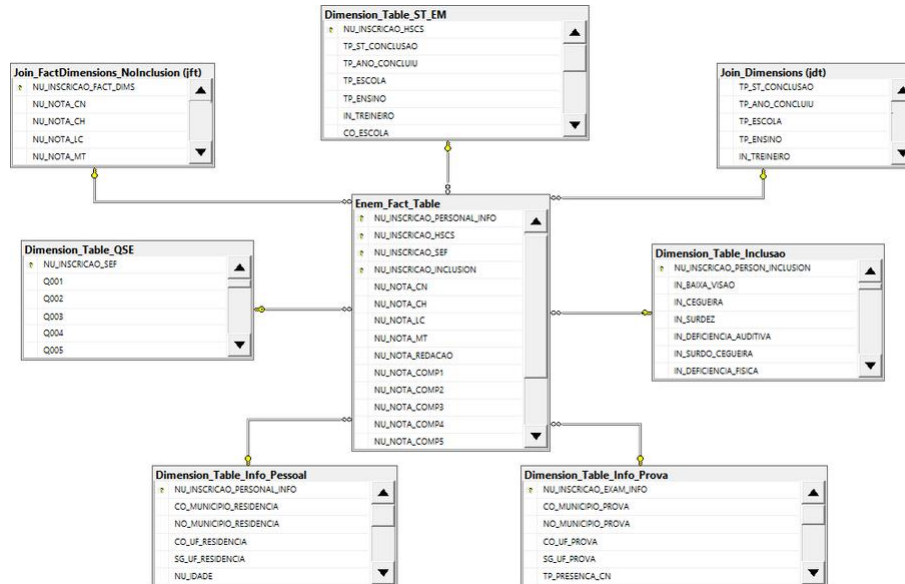 Dimension_Table_ST_EM
NU_INSCRICAO_HSCS
TP_ST_CONCLUSAO
TP_ANO_CONCLUIU
TP_ESCOLA
TP_ENSINO
IN_TREINEIRO
CO_ESCOLA
Join_FactDimensions_NoInclusion (jft)
NU_INSCRICAO_FACT_DIMS
NU_NOTA_CN
NU_NOTA_CH
NU_NOTA_LC
NU_NOTA_MT
Join_Dimensions (jdt)
TP_ST_CONCLUSAO
TP_ANO_CONCLUIU
TP_ESCOLA
TP_ENSINO
IN_TREINEIRO
Enem_Fact_Table
NU_INSCRICAO_PERSONAL_INFO
NU_INSCRICAO_HSCS
NU_INSCRICAO_SEF
NU_INSCRICAO_INCLUSION
NU_NOTA_CN
NU_NOTA_CH
NU_NOTA_LC
NU_NOTA_MT
NU_NOTA_REDACAO
NU_NOTA_COMP1
NU_NOTA_COMP2
NU_NOTA_COMP3
NU_NOTA_COMP4
NU_NOTA_COMP5
Dimension_Table_QSE
NU_INSCRICAO_SEF
Q001
Q002
Q003
Q004
Q005
Dimension_Table_Inclusao
NU_INSCRICAO_PERSON_INCLUSION
IN_BAIXA_VISAO
IN_CEGUEIRA
IN_SURDEZ
IN_DEFICIENCIA_AUDITIVA
IN_SURDO_CEGUEIRA
IN_DEFICIENCIA_FISICA
Dimension_Table_Info_Pessoal
NU_INSCRICAO_PERSONAL_INFO
CO_MUNICIPIO_RESIDENCIA
NO_MUNICIPIO_RESIDENCIA
CO_UF_RESIDENCIA
SG_UF_RESIDENCIA
NU_IDADE
Dimension_Table_Info_Prova
NU_INSCRICAO_EXAM_INFO
CO_MUNICIPIO_PROVA
NO_MUNICIPIO_PROVA
CO_UF_PROVA
SG_UF_PROVA
TP_PRESENCA_CN